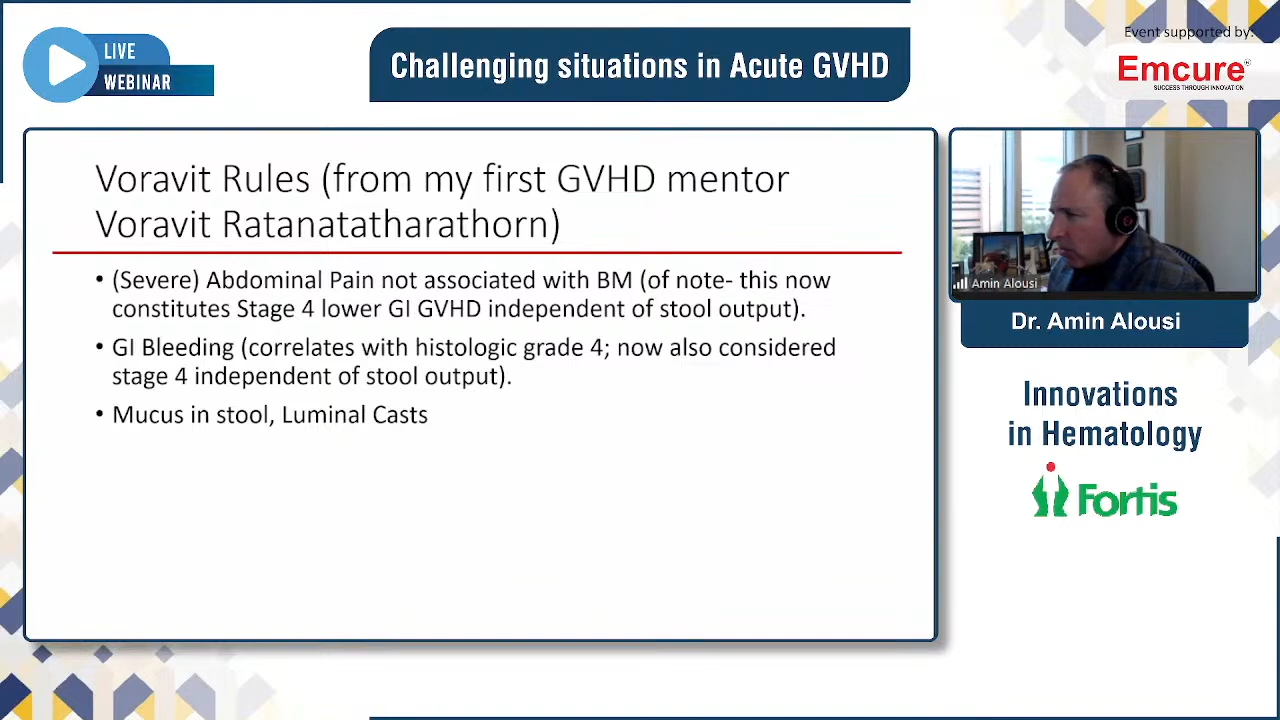 LIVE
WEBINAR
Challenging situations in Acute GVHD
Event supported by:
Emcure®
SUCCESS THROUGH INNOVATION
Voravit Rules (from my first GVHD mentor
Voravit Ratanatatharathorn)
• (Severe) Abdominal Pain not associated with BM (of note- this now
constitutes Stage 4 lower GI GVHD independent of stool output).
• GI Bleeding (correlates with histologic grade 4; now also considered
stage 4 independent of stool output).
• Mucus in stool, Luminal Casts
Amin Alousi
Dr. Amin Alousi
Innovations
in Hematology
Fortis